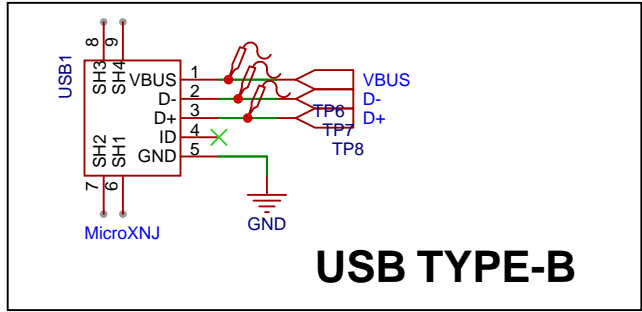 8
9
USB1
SH3
SH4
VBUS 1
D- 2
D+ 3
ID 4
GND 5
SH2
SH1
7
6
VBUS
D-
D+
TP6
TP7
TP8
MicroXNJ
GND
USB TYPE-B